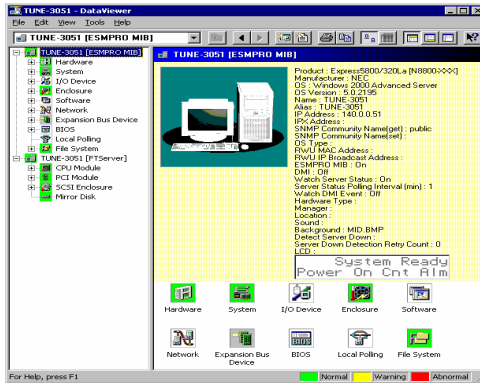 TUNE-3051 - DataViewer
File Edit View Tools Help
TUNE-3051 [ESMPRO MIB]
TUNE-3051 [ESMPRO MIB]
Hardware
System
I/O Device
Enclosure
Software
Network
Expansion Bus Device
BIOS
Local Polling
File System
TUNE-3051 [FTServer]
CPU Module
PCI Module
SCSI Enclosure
Mirror Disk
TUNE-3051 [ESMPRO MIB]
Product : Express5800/320La [N8800-XXX]
Manufacturer : NEC
OS : Windows 2000 Advanced Server
OS Version : 5.0.2195
Name : TUNE-3051
Alias : TUNE-3051
IP Address : 140.0.0.51
IPX Address :
SNMP Community Name(get) : public
SNMP Community Name(set) :
OS Type :
RWU MAC Address :
RWU IP Broadcast Address :
ESMPRO MIB : On
DMI : Off
Watch Server Status : On
Server Status Polling Interval (min) : 1
Watch DMI Event : Off
Hardware Type :
Manager :
Location :
Sound :
Background : MID.BMP
Detect Server Down :
Server Down Detection Retry Count : 0
LCD :
System Ready
Power On Cnt Alm
Hardware
System
I/O Device
Enclosure
Software
Network
Expansion Bus
Device
BIOS
Local Polling
File System
For Help, press F1
Normal
Warning
Abnormal